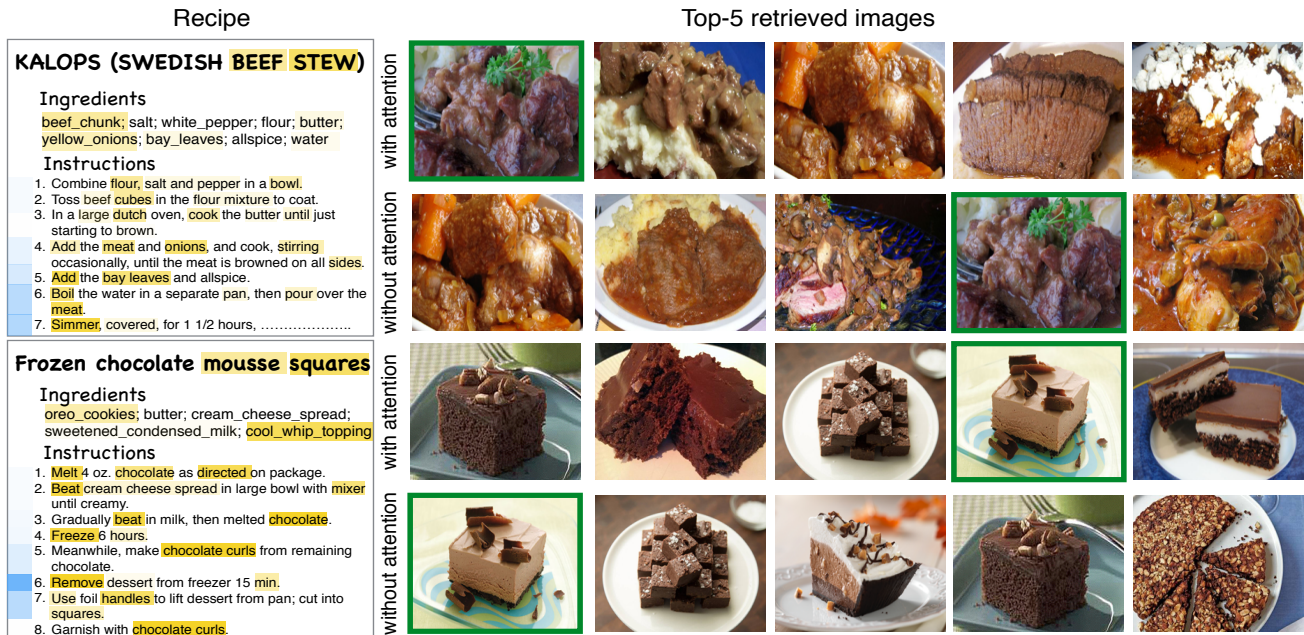 Recipe
Top-5 retrieved images
KALOPS (SWEDISH BEEF STEW)
Ingredients
beef_chunk; salt; white_pepper; flour; butter;
yellow_onions; bay_leaves; allspice; water
Instructions
1. Combine flour, salt and pepper in a bowl.
2. Toss beef cubes in the flour mixture to coat.
3. In a large dutch oven, cook the butter until just
starting to brown.
4. Add the meat and onions, and cook, stirring
occasionally, until the meat is browned on all sides.
5. Add the bay leaves and allspice.
6. Boil the water in a separate pan, then pour over the
meat.
7. Simmer, covered, for 1 1/2 hours, .....................
with attention
without attention
Frozen chocolate mousse squares
Ingredients
oreo_cookies; butter; cream_cheese_spread;
sweetened_condensed_milk; cool_whip_topping
Instructions
1. Melt 4 oz. chocolate as directed on package.
2. Beat cream cheese spread in large bowl with mixer
until creamy.
3. Gradually beat in milk, then melted chocolate.
4. Freeze 6 hours.
5. Meanwhile, make chocolate curls from remaining
chocolate.
6. Remove dessert from freezer 15 min.
7. Use foil handles to lift dessert from pan; cut into
squares.
8. Garnish with chocolate curls.
with attention
without attention